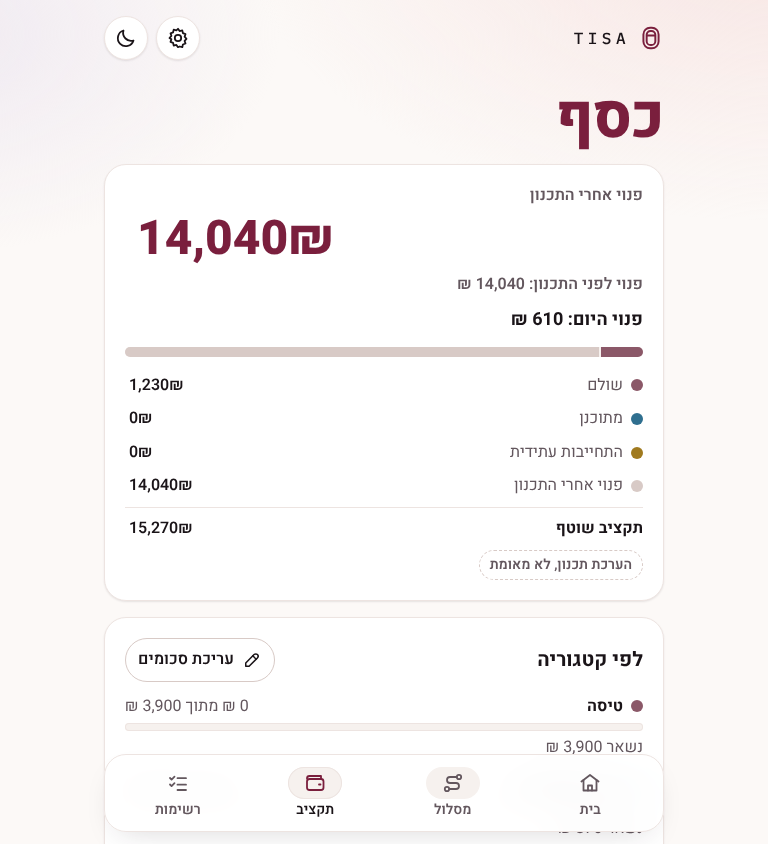 TISA
כסף
פנוי אחרי התכנון
14,040₪
פנוי לפני התכנון: 14,040 ₪
פנוי היום: 610 ₪
שולם 1,230₪
מתוכנן 0₪
התחייבות עתידית 0₪
פנוי אחרי התכנון 14,040₪
תקציב שוטף 15,270₪
הערכת תכנון, לא מאומת
לפי קטגוריה עריכת סכומים
טיסה 0 ₪ מתוך 3,900 ₪
נשאר 3,900 ₪
בית מסלול תקציב רשימות